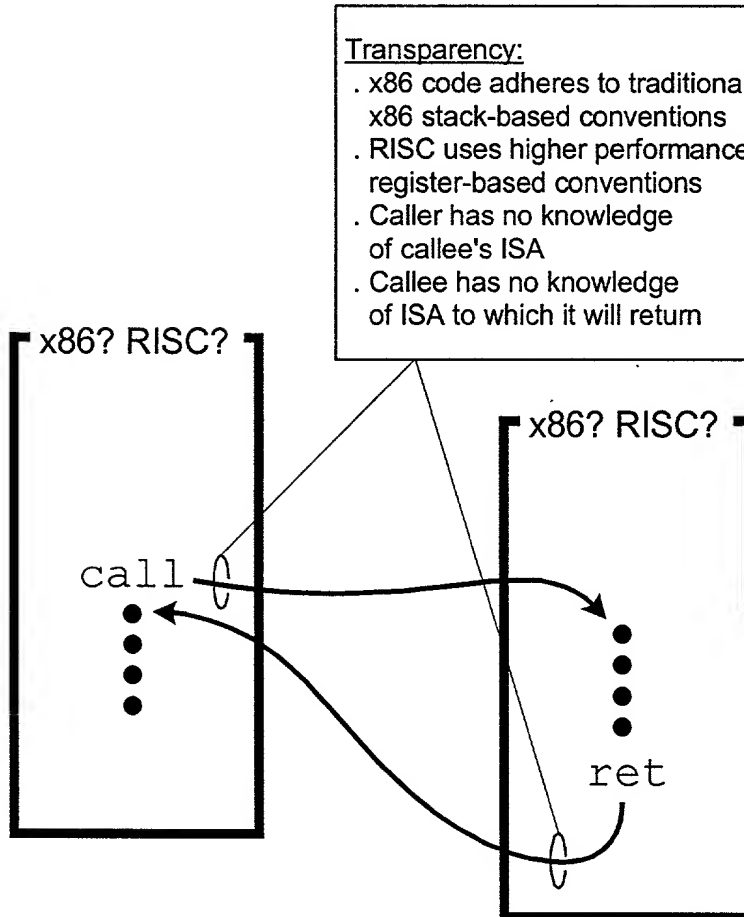 Transparency:
. x86 code adheres to traditiona
x86 stack-based conventions
. RISC uses higher performance
register-based conventions
. Caller has no knowledge
of callee's ISA
. Callee has no knowledge
of ISA to which it will return
x86? RISC?
x86? RISC?
call
ret